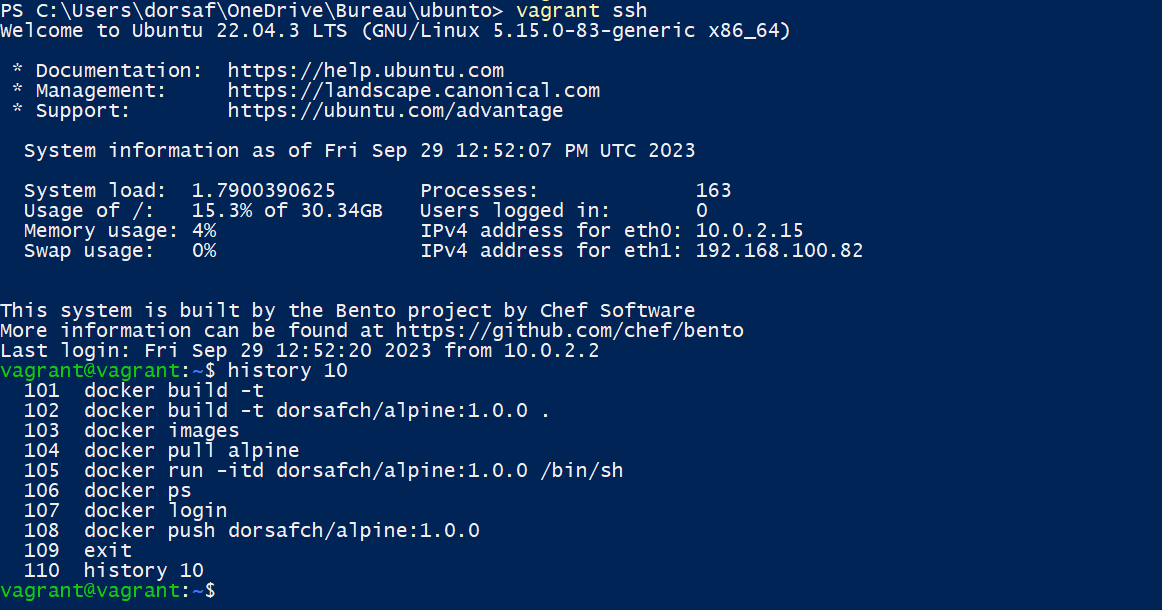 PS C:\Users\dorsaf\OneDrive\Bureau\ubunto> vagrant ssh
Welcome to Ubuntu 22.04.3 LTS (GNU/Linux 5.15.0-83-generic x86_64)
* Documentation:  https://help.ubuntu.com
* Management:     https://landscape.canonical.com
* Support:        https://ubuntu.com/advantage
System information as of Fri Sep 29 12:52:07 PM UTC 2023
System load:  1.7900390625       Processes:             163
Usage of /:   15.3% of 30.34GB   Users logged in:       0
Memory usage: 4%                 IPv4 address for eth0: 10.0.2.15
Swap usage:   0%                 IPv4 address for eth1: 192.168.100.82
This system is built by the Bento project by Chef Software
More information can be found at https://github.com/chef/bento
Last login: Fri Sep 29 12:52:20 2023 from 10.0.2.2
vagrant@vagrant:~$ history 10
101  docker build -t
102  docker build -t dorsafch/alpine:1.0.0 .
103  docker images
104  docker pull alpine
105  docker run -itd dorsafch/alpine:1.0.0 /bin/sh
106  docker ps
107  docker login
108  docker push dorsafch/alpine:1.0.0
109  exit
110  history 10
vagrant@vagrant:~$